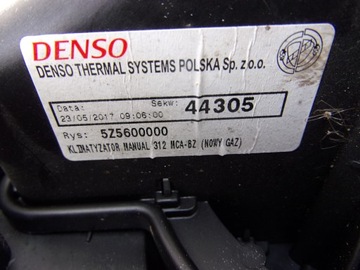 DENSO
DENSO THERMAL SYSTEMS POLSKA Sp. z o.o.
Data: Sekw: 44305
23/05/2017 09:06:00
Rys: 5Z5600000
KLIMATYZATOR MANUAL 312 MCA-BZ (NOWY GAZ)